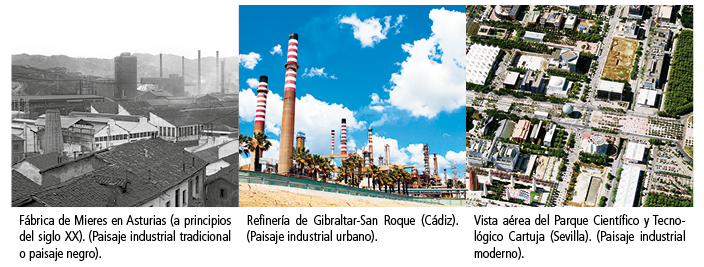 Fábrica de Mieres en Asturias (a principios
del siglo XX). (Paisaje industrial tradicional
o paisaje negro).
Refinería de Gibraltar-San Roque (Cádiz).
(Paisaje industrial urbano).
Vista aérea del Parque Científico y Tecno-
lógico Cartuja (Sevilla). (Paisaje industrial
moderno).